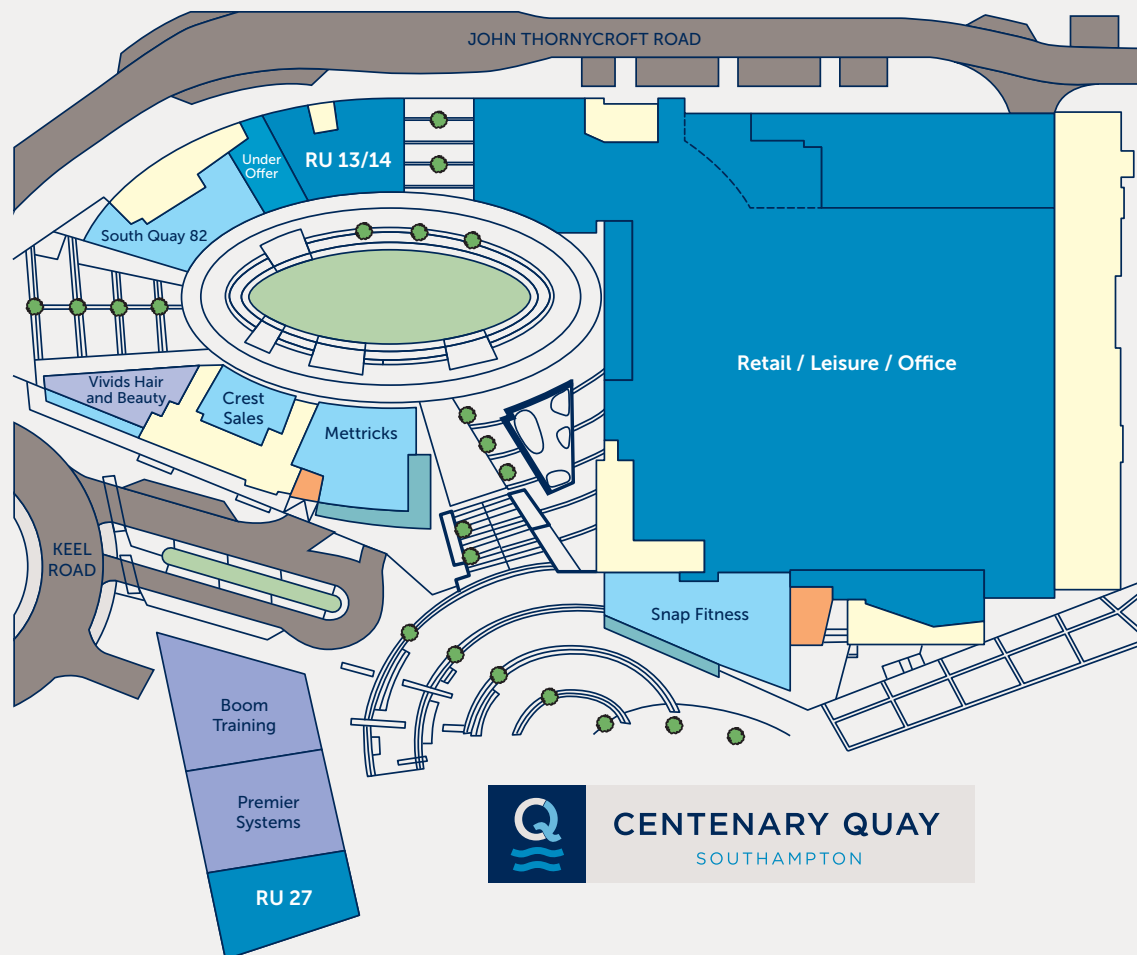 JOHN THORNYCROFT ROAD
Under
Offer
RU 13/14
South Quay 82
Retail / Leisure / Office
Vivids Hair
and Beauty
Crest
Sales
Mettricks
KEEL
ROAD
Snap Fitness
Boom
Training
Premier
Systems
RU 27
CENTENARY QUAY
SOUTHAMPTON